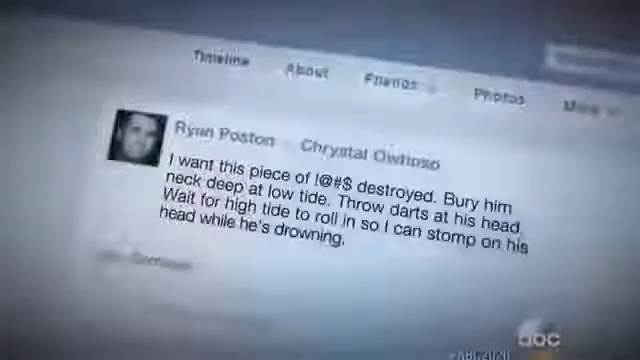 Timeline
About
Friends
Photos
More
Ryan Poston
I want this piece of !@#$ destroyed. Bury him
neck deep at low tide. Throw darts at his head.
Wait for high tide to roll in so I can stomp on his
head while he's drowning.
abc